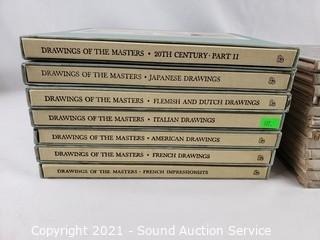 DRAWINGS OF THE MASTERS • 20TH CENTURY • PART II
DRAWINGS OF THE MASTERS • JAPANESE DRAWINGS
DRAWINGS OF THE MASTERS • FLEMISH AND DUTCH DRAWINGS
DRAWINGS OF THE MASTERS • ITALIAN DRAWINGS
DRAWINGS OF THE MASTERS • AMERICAN DRAWINGS
DRAWINGS OF THE MASTERS • FRENCH DRAWINGS
DRAWINGS OF THE MASTERS • FRENCH IMPRESSIONISTS
Copyright 2021 - Sound Auction Service